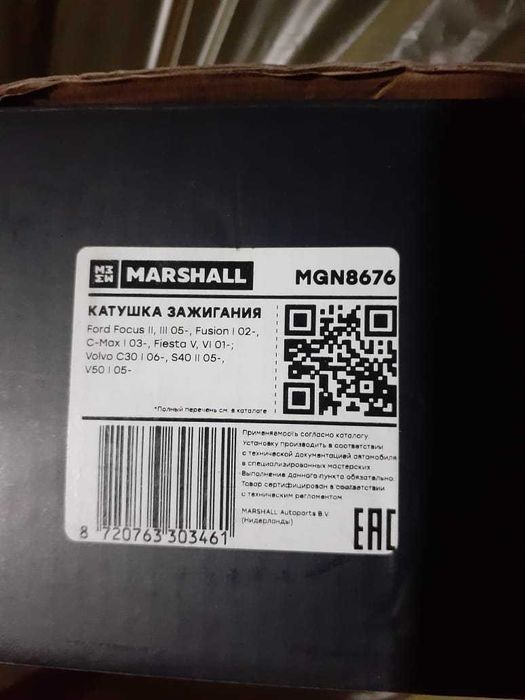 MARSHALL MGN8676
КАТУШКА ЗАЖИГАНИЯ
Ford Focus II, III 05-, Fusion I 02-,
C-Max I 03-, Fiesta V, VI 01-;
Volvo C30 I 06-, S40 II 05-,
V50 I 05-
*Полный перечень см. в каталоге
Применяемость согласно каталогу.
Установку производить в соответствии
с технической документацией автомобиля
в специализированных мастерских.
Выполнение данного пункта обязательно.
Товар сертифицирован в соответствии
с техническим регламентом.
MARSHALL Autoparts B.V.
(Нидерланды)
EAC
8 720763 303461